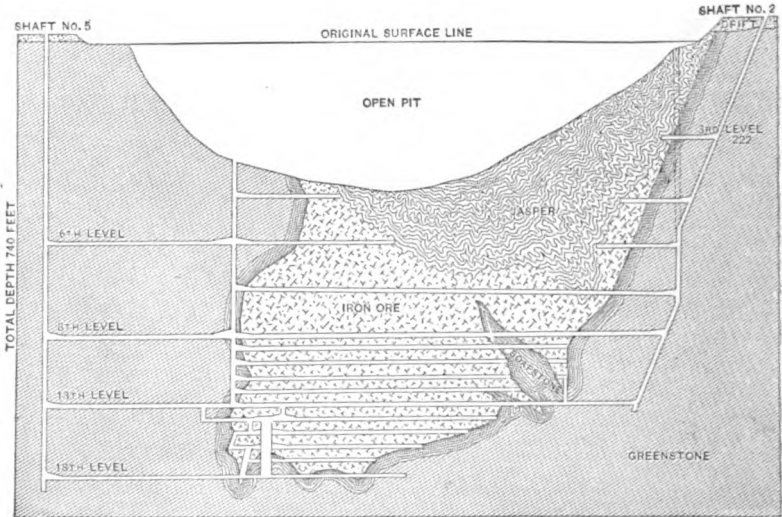 SHAFT NO. 5
SHAFT NO. 2
DRIFT
ORIGINAL SURFACE LINE
OPEN PIT
3RD LEVEL
222
JASPER
6TH LEVEL
TOTAL DEPTH 740 FEET
IRON ORE
8TH LEVEL
SOAPSTONE
13TH LEVEL
GREENSTONE
18TH LEVEL